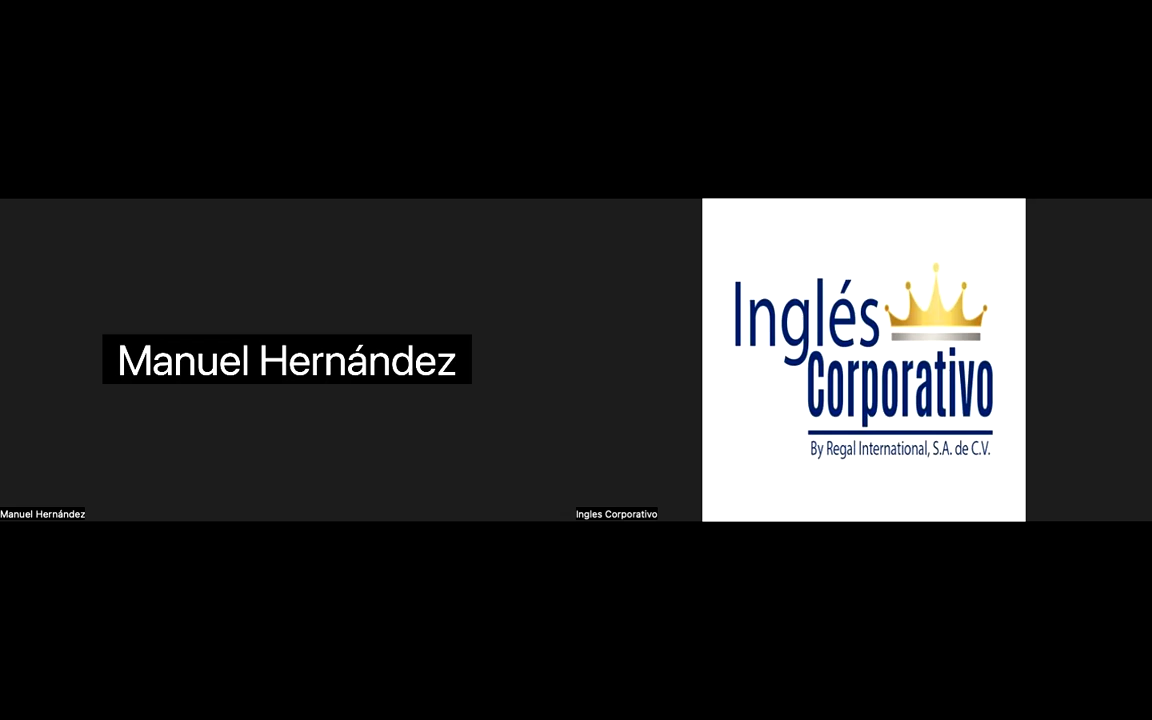 Manuel Hernández
Manuel Hernández
Inglés
Corporativo
By Regal International, S.A. de C.V.
Ingles Corporativo